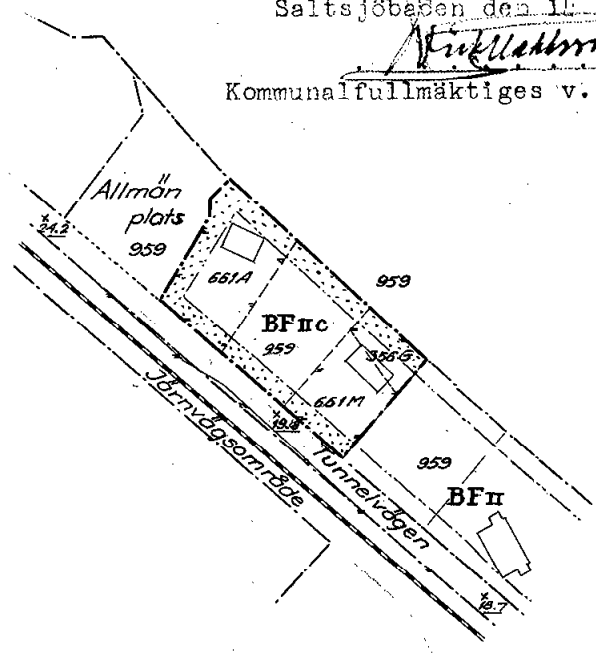 Saltsjöbaden den
Kommunalfullmäktiges v.
Allmän
plats
959
24.2
661A
959
BFIIc
959
356G
661M
19.8
Tunnelvägen
Järnvägsområde
959
BFII
18.7